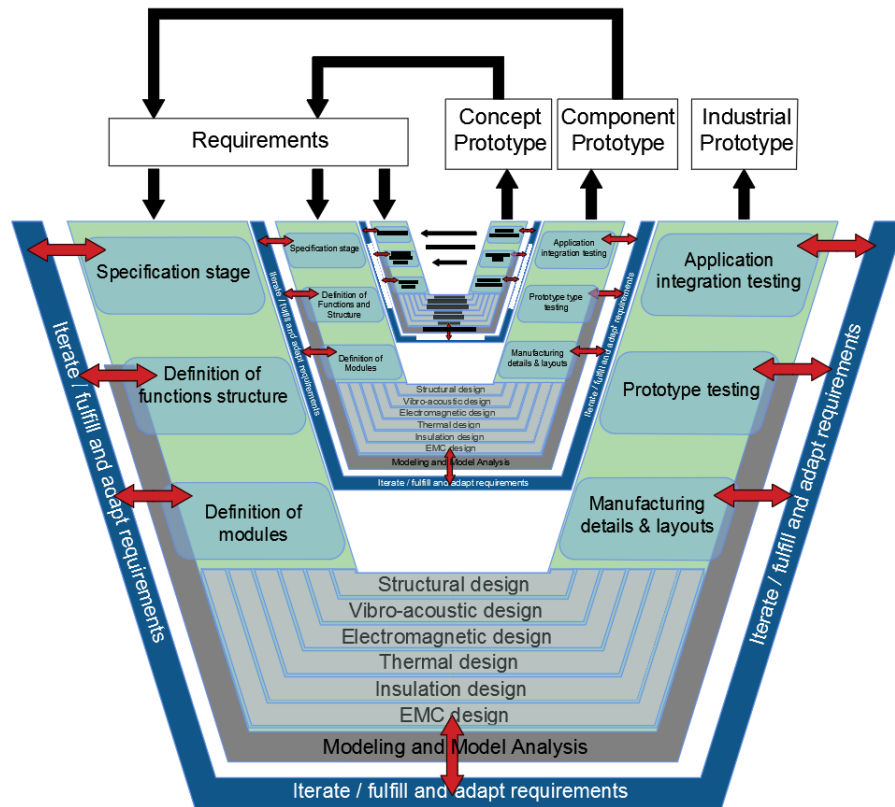 Requirements
Concept
Prototype
Component
Prototype
Industrial
Prototype
Specification stage
Definition of
functions structure
Definition of
modules
Iterate / fulfill and adapt requirements
Specification stage
Definition of
Functions and
Structure
Definition of
Modules
Iterate / fulfill and adapt requirements
Application
integration testing
Prototype type
testing
Manufacturing
details & layouts
Iterate / fulfill and adapt requirements
Structural design
Vibro-acoustic design
Electromagnetic design
Thermal design
Insulation design
EMC design
Modeling and Model Analysis
Iterate / fulfill and adapt requirements
Application
integration testing
Prototype testing
Manufacturing
details & layouts
Iterate / fulfill and adapt requirements
Structural design
Vibro-acoustic design
Electromagnetic design
Thermal design
Insulation design
EMC design
Modeling and Model Analysis
Iterate / fulfill and adapt requirements